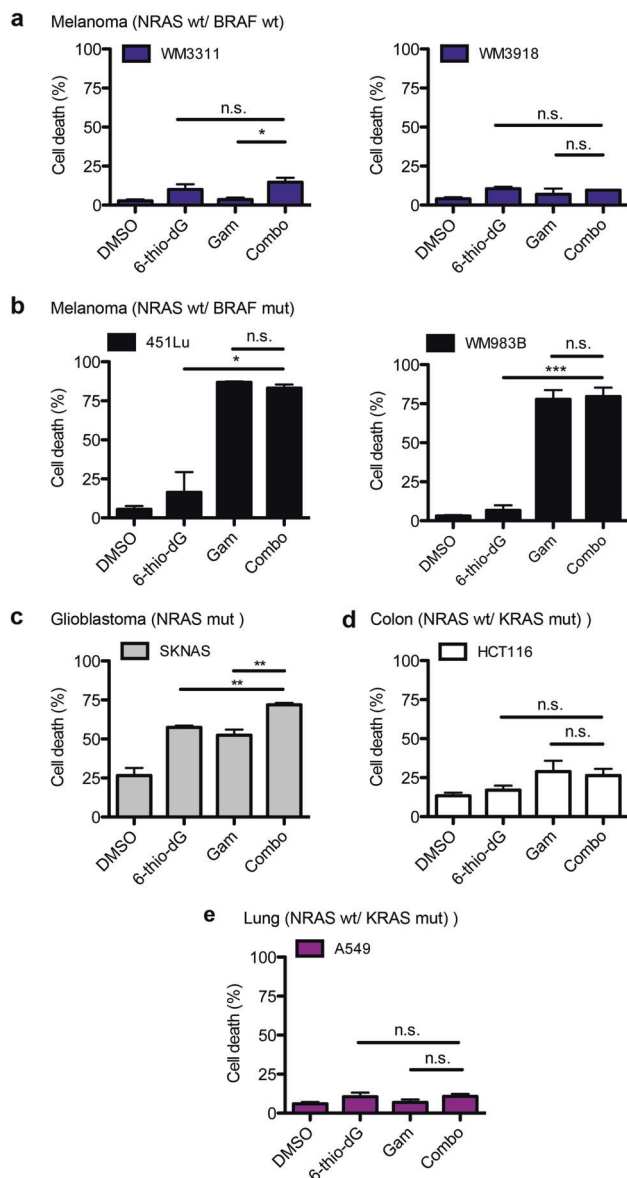 a Melanoma (NRAS wt/ BRAF wt)
WM3311
Cell death (%)
100
75
50
25
0
n.s.
*
DMSO
6-thio-dG
Gam
Combo
WM3918
Cell death (%)
100
75
50
25
0
n.s.
n.s.
DMSO
6-thio-dG
Gam
Combo
b Melanoma (NRAS wt/ BRAF mut)
451Lu
Cell death (%)
100
75
50
25
0
n.s.
*
DMSO
6-thio-dG
Gam
Combo
WM983B
Cell death (%)
100
75
50
25
0
n.s.
***
DMSO
6-thio-dG
Gam
Combo
c Glioblastoma (NRAS mut )
SKNAS
Cell death (%)
100
75
50
25
0
**
**
DMSO
6-thio-dG
Gam
Combo
d Colon (NRAS wt/ KRAS mut) )
HCT116
Cell death (%)
100
75
50
25
0
n.s.
n.s.
DMSO
6-thio-dG
Gam
Combo
e Lung (NRAS wt/ KRAS mut) )
A549
Cell death (%)
100
75
50
25
0
n.s.
n.s.
DMSO
6-thio-dG
Gam
Combo